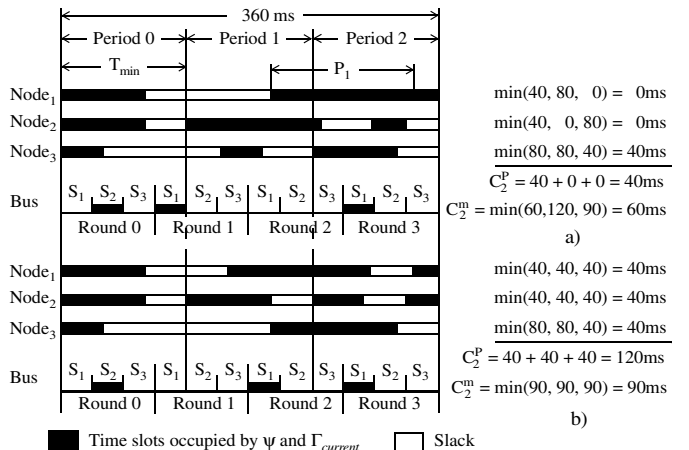 360 ms
Period 0 Period 1 Period 2
T_min P_1
Node_1 min(40, 80, 0) = 0ms
Node_2 min(40, 0, 80) = 0ms
Node_3 min(80, 80, 40) = 40ms
C_2^P = 40 + 0 + 0 = 40ms
Bus S_1 S_2 S_3 S_1 S_2 S_3 S_1 S_2 S_3 S_1 S_2 S_3
C_2^m = min(60,120, 90) = 60ms
Round 0 Round 1 Round 2 Round 3
a)
Node_1 min(40, 40, 40) = 40ms
Node_2 min(40, 40, 40) = 40ms
Node_3 min(80, 80, 40) = 40ms
C_2^P = 40 + 40 + 40 = 120ms
Bus S_1 S_2 S_3 S_1 S_2 S_3 S_1 S_2 S_3 S_1 S_2 S_3
C_2^m = min(90, 90, 90) = 90ms
Round 0 Round 1 Round 2 Round 3
b)
Time slots occupied by ψ and Γ_current Slack